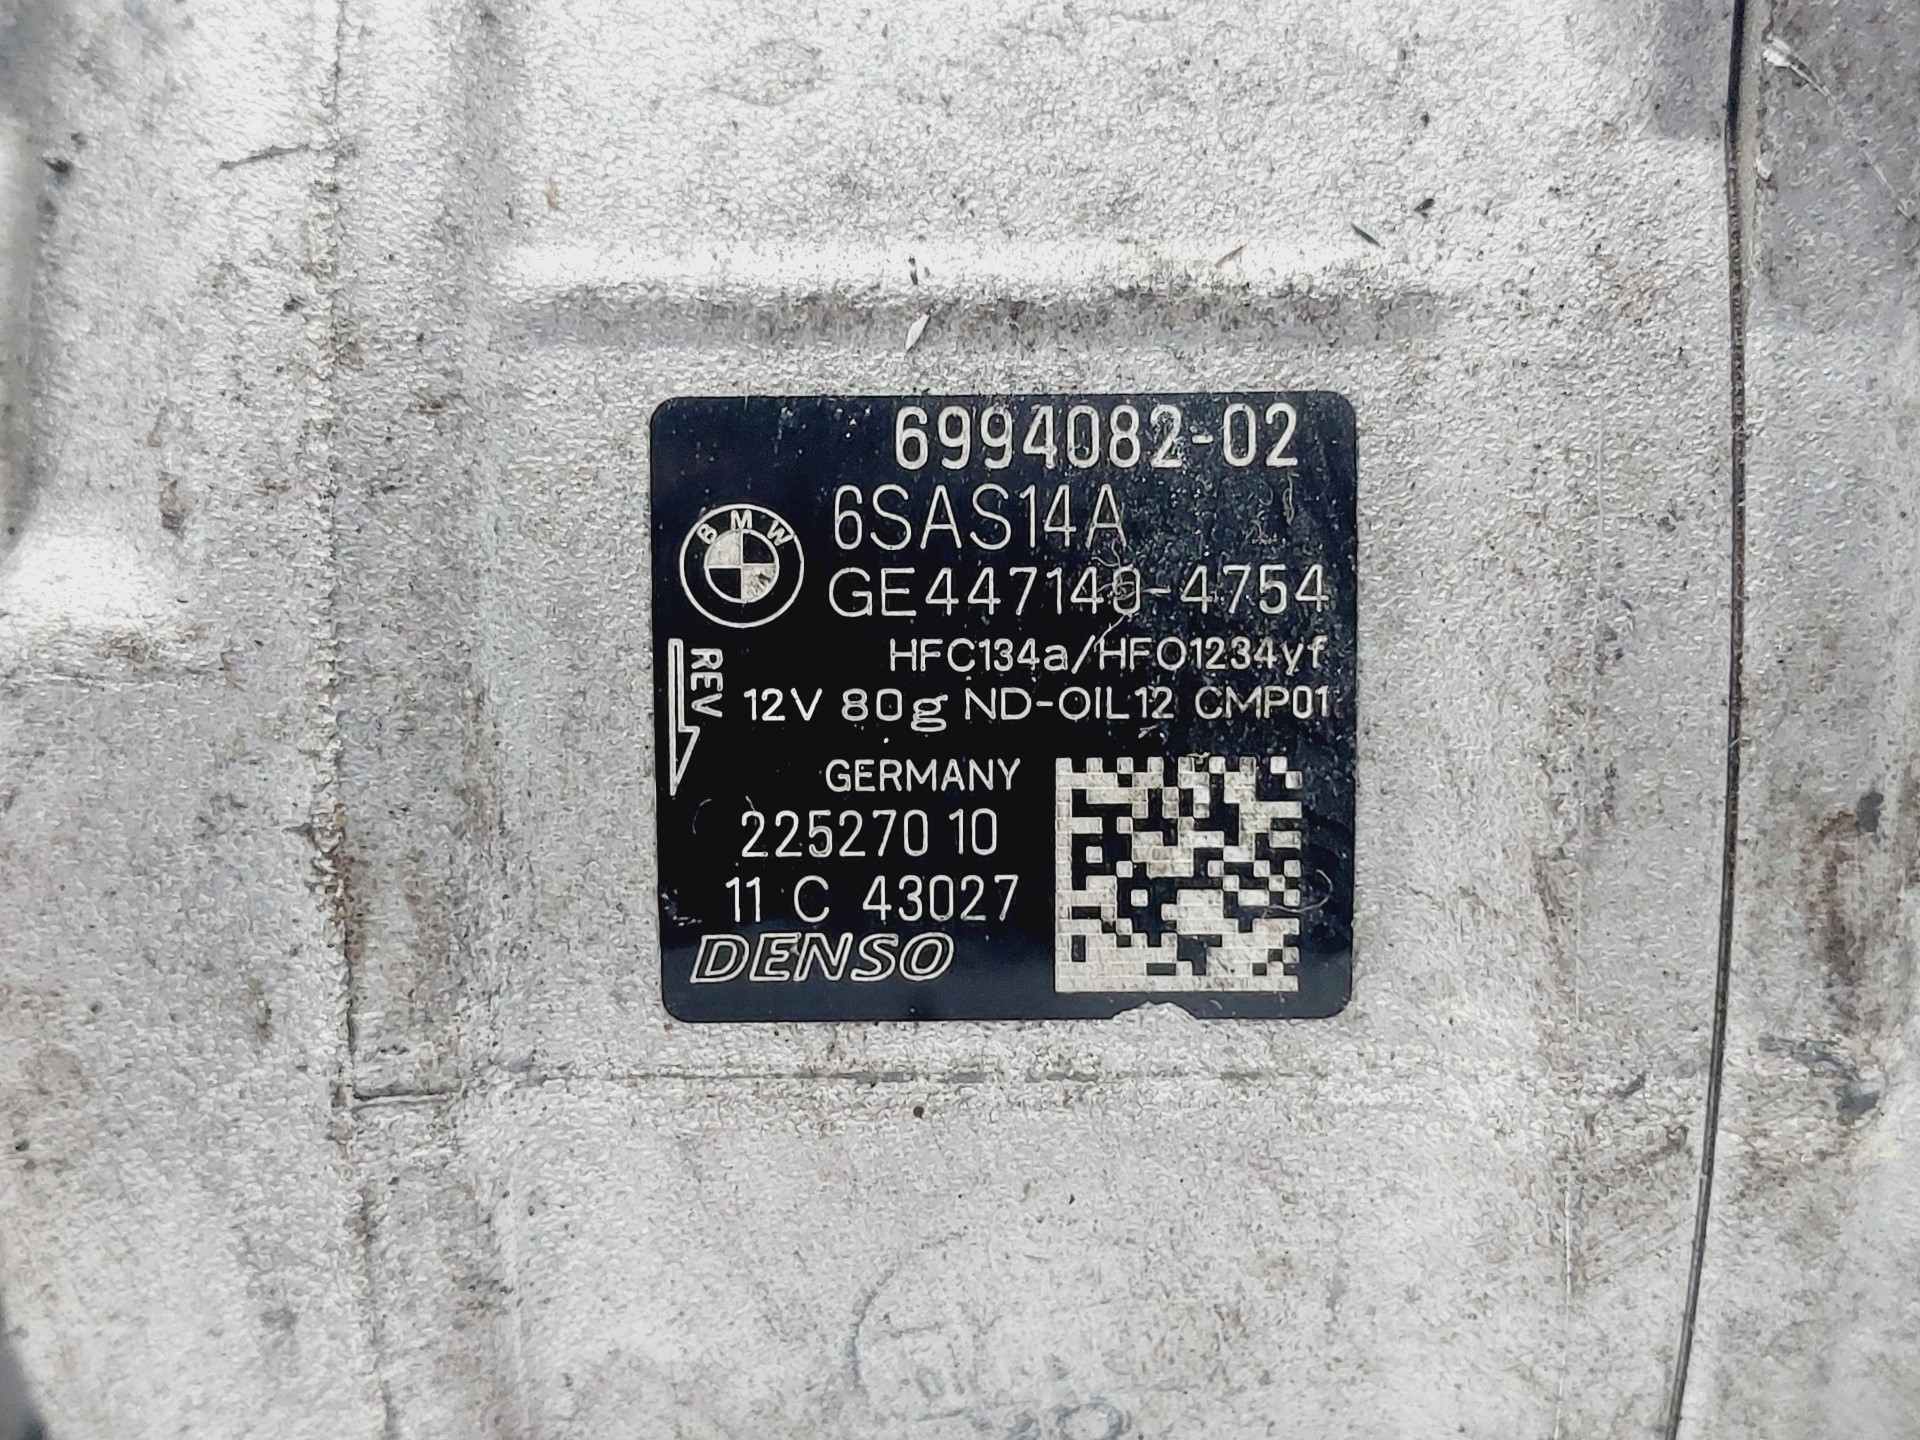 6994082-02
6SAS14A
BMW
GE447140-4754
HFC134a/HFO1234yf
REV
12V 80g ND-OIL12 CMP01
GERMANY
225270 10
11 C 43027
DENSO